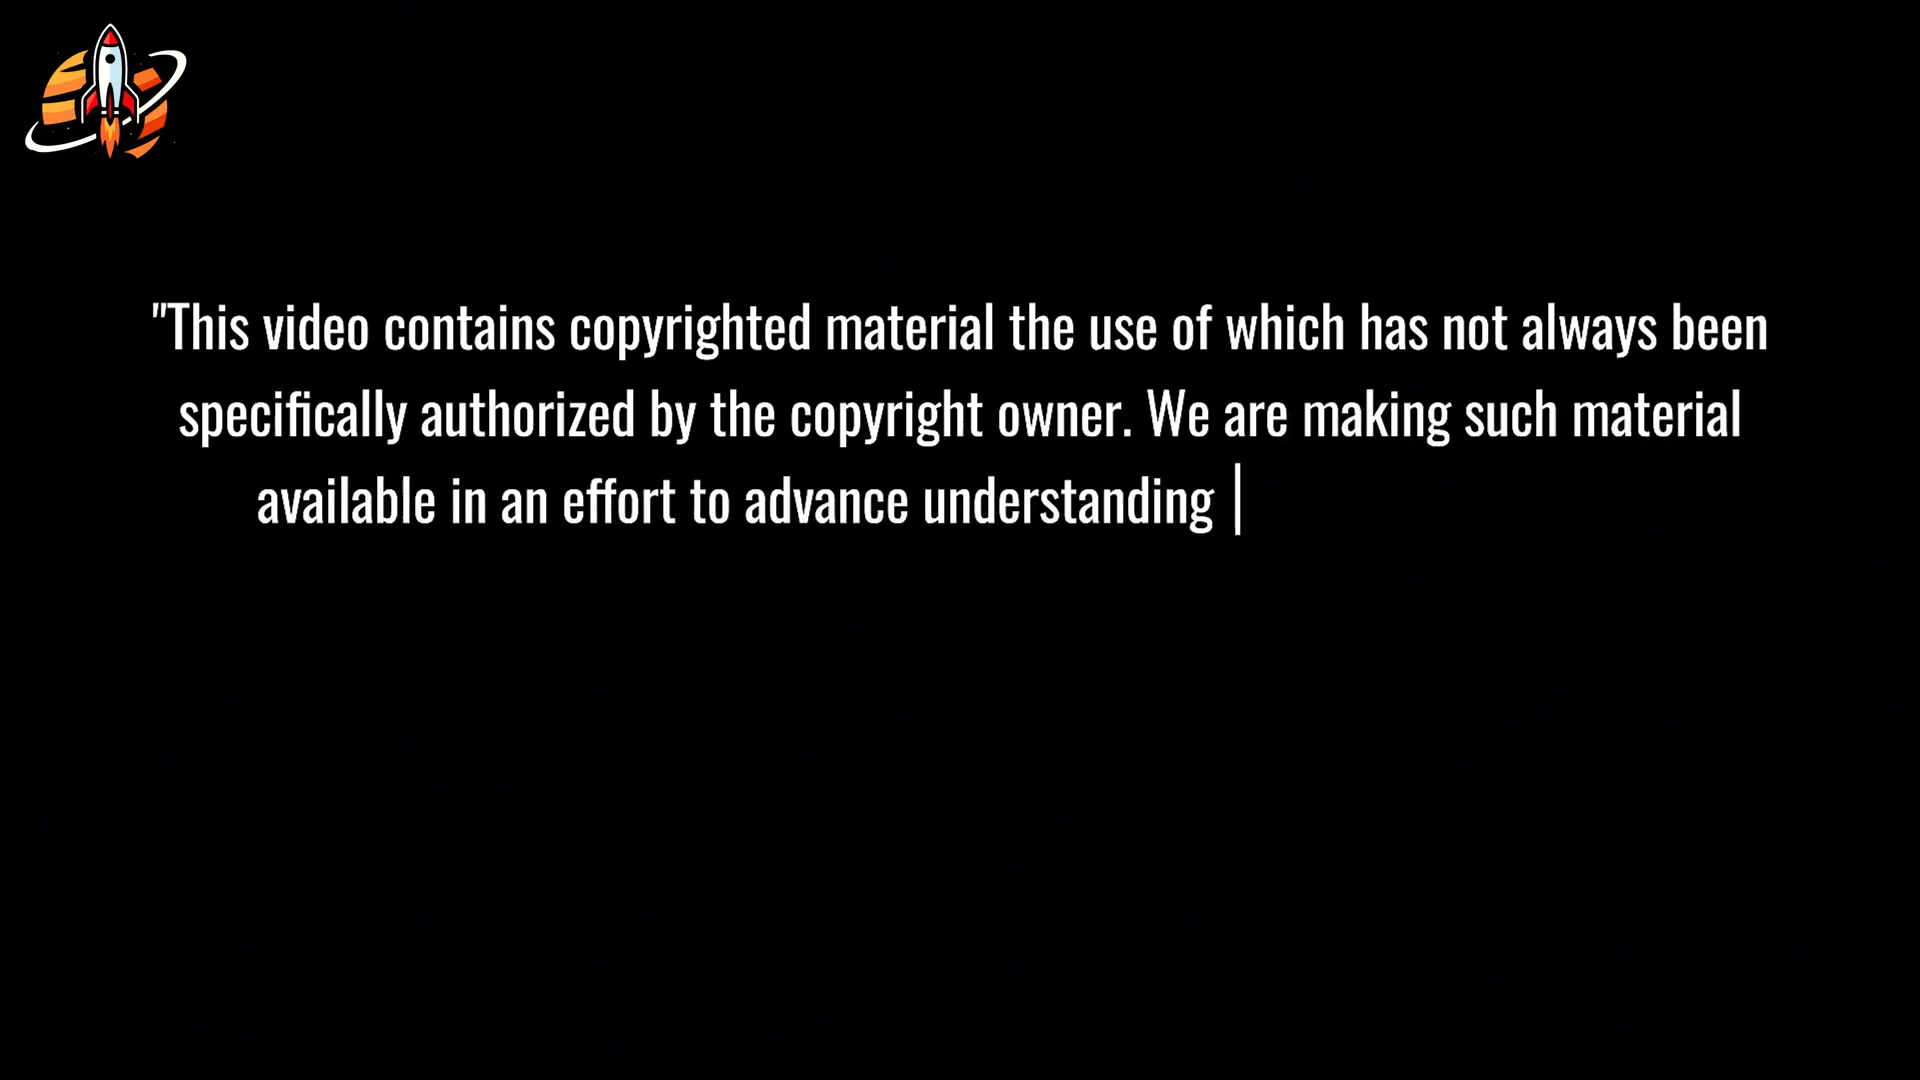 "This video contains copyrighted material the use of which has not always been
specifically authorized by the copyright owner. We are making such material
available in an effort to advance understanding